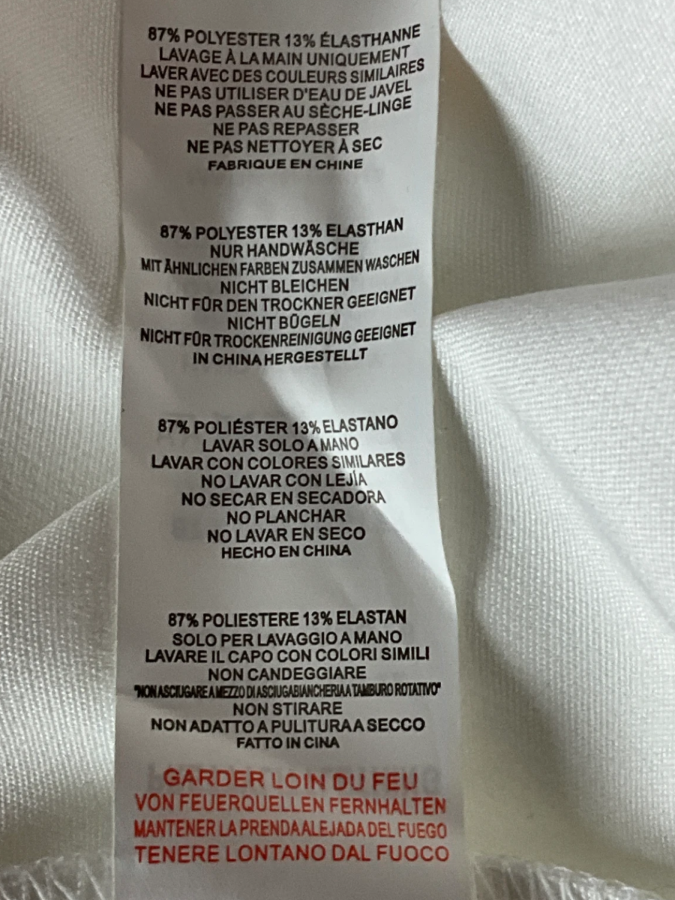 87% POLYESTER 13% ÉLASTHANNE
LAVAGE À LA MAIN UNIQUEMENT
LAVER AVEC DES COULEURS SIMILAIRES
NE PAS UTILISER D'EAU DE JAVEL
NE PAS PASSER AU SÈCHE-LINGE
NE PAS REPASSER
NE PAS NETTOYER À SEC
FABRIQUE EN CHINE
87% POLYESTER 13% ELASTHAN
NUR HANDWÄSCHE
MIT ÄHNLICHEN FARBEN ZUSAMMEN WASCHEN
NICHT BLEICHEN
NICHT FÜR DEN TROCKNER GEEIGNET
NICHT BÜGELN
NICHT FÜR TROCKENREINIGUNG GEEIGNET
IN CHINA HERGESTELLT
87% POLIÉSTER 13% ELASTANO
LAVAR SOLO A MANO
LAVAR CON COLORES SIMILARES
NO LAVAR CON LEJÍA
NO SECAR EN SECADORA
NO PLANCHAR
NO LAVAR EN SECO
HECHO EN CHINA
87% POLIESTERE 13% ELASTAN
SOLO PER LAVAGGIO A MANO
LAVARE IL CAPO CON COLORI SIMILI
NON CANDEGGIARE
"NON ASCIUGARE A MEZZO DI ASCIUGABIANCHERIA A TAMBURO ROTATIVO"
NON STIRARE
NON ADATTO A PULITURA A SECCO
FATTO IN CINA
GARDER LOIN DU FEU
VON FEUERQUELLEN FERNHALTEN
MANTENER LA PRENDA ALEJADA DEL FUEGO
TENERE LONTANO DAL FUOCO